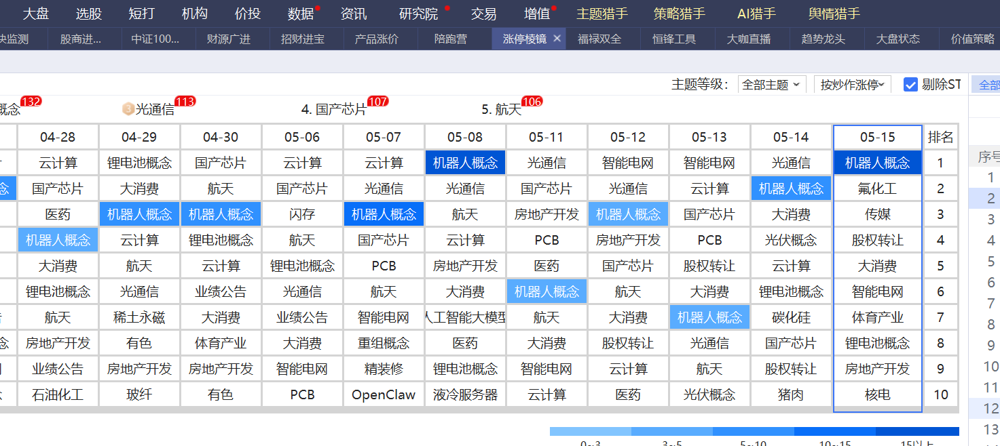 大盘 选股 短打 机构 价投 数据 资讯 研究院 交易 增值 主题猎手 策略猎手 AI猎手 舆情猎手
央监测 股商进... 中证100... 财源广进 招财进宝 产品涨价 陪跑营 涨停棱镜 × 福禄双全 恒锋工具 大咖直播 趋势龙头 大盘状态 价值策略
主题等级： 全部主题 按炒作涨停 剔除ST 全部
概念 132 3 光通信 113 4. 国产芯片 107 5. 航天 106
04-28 04-29 04-30 05-06 05-07 05-08 05-11 05-12 05-13 05-14 05-15 排名 序号
云计算 锂电池概念 国产芯片 云计算 云计算 机器人概念 光通信 智能电网 智能电网 光通信 机器人概念 1 1
念 国产芯片 大消费 航天 国产芯片 光通信 光通信 国产芯片 光通信 云计算 机器人概念 氟化工 2 2
医药 机器人概念 机器人概念 闪存 机器人概念 航天 房地产开发 机器人概念 国产芯片 大消费 传媒 3 3
机器人概念 云计算 锂电池概念 航天 国产芯片 云计算 PCB 房地产开发 PCB 光伏概念 股权转让 4 4
大消费 航天 云计算 锂电池概念 PCB 房地产开发 医药 国产芯片 股权转让 云计算 大消费 5 5
锂电池概念 光通信 业绩公告 光通信 航天 大消费 机器人概念 航天 大消费 锂电池概念 智能电网 6 6
航天 稀土永磁 大消费 业绩公告 智能电网 人工智能大模型 航天 大消费 机器人概念 碳化硅 体育产业 7 7
念 房地产开发 有色 体育产业 大消费 重组概念 医药 大消费 股权转让 光通信 国产芯片 锂电池概念 8 8
业绩公告 房地产开发 房地产开发 智能电网 精装修 锂电池概念 智能电网 云计算 航天 股权转让 房地产开发 9 9
石油化工 玻纤 有色 PCB OpenClaw 液冷服务器 云计算 医药 光伏概念 猪肉 核电 10 10
11
12
0~3 3~5 5~10 10~15 15以上 13